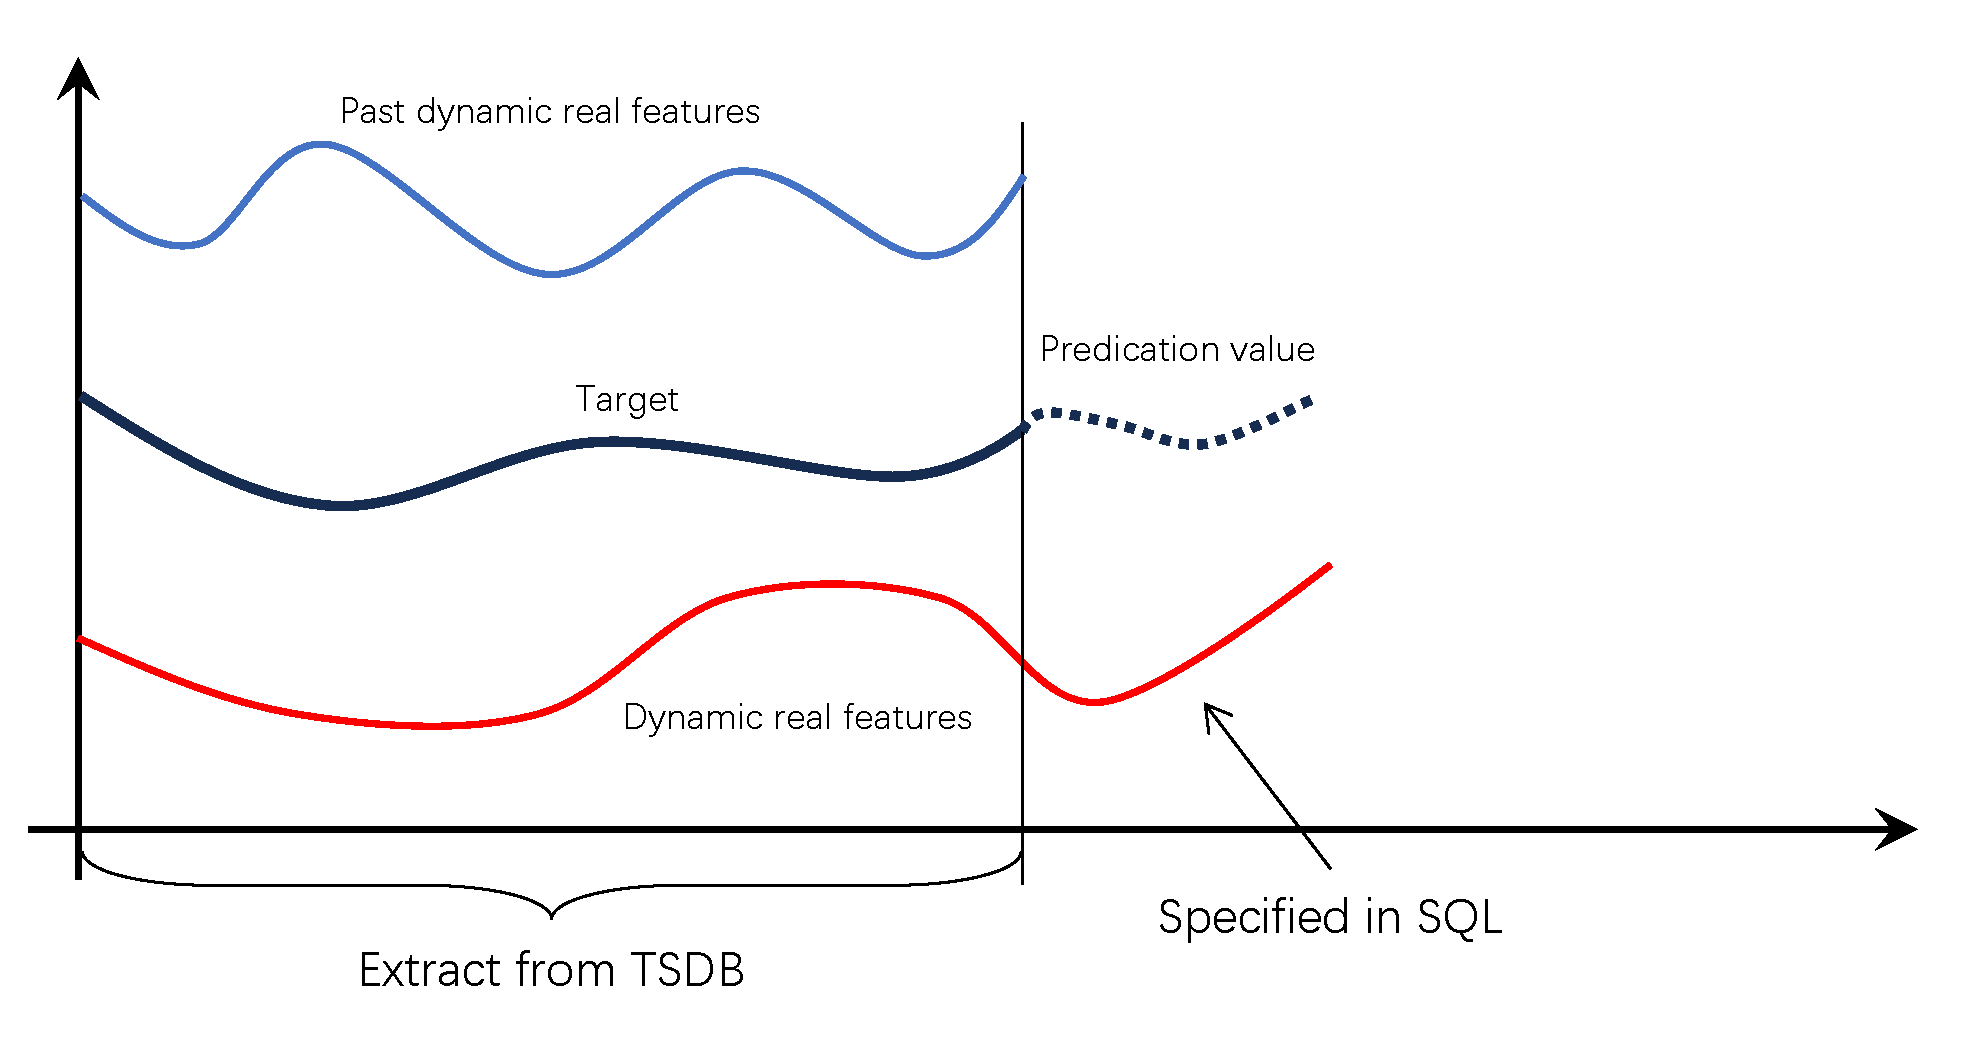 Past dynamic real features
Predication value
Target
Dynamic real features
Specified in SQL
Extract from TSDB